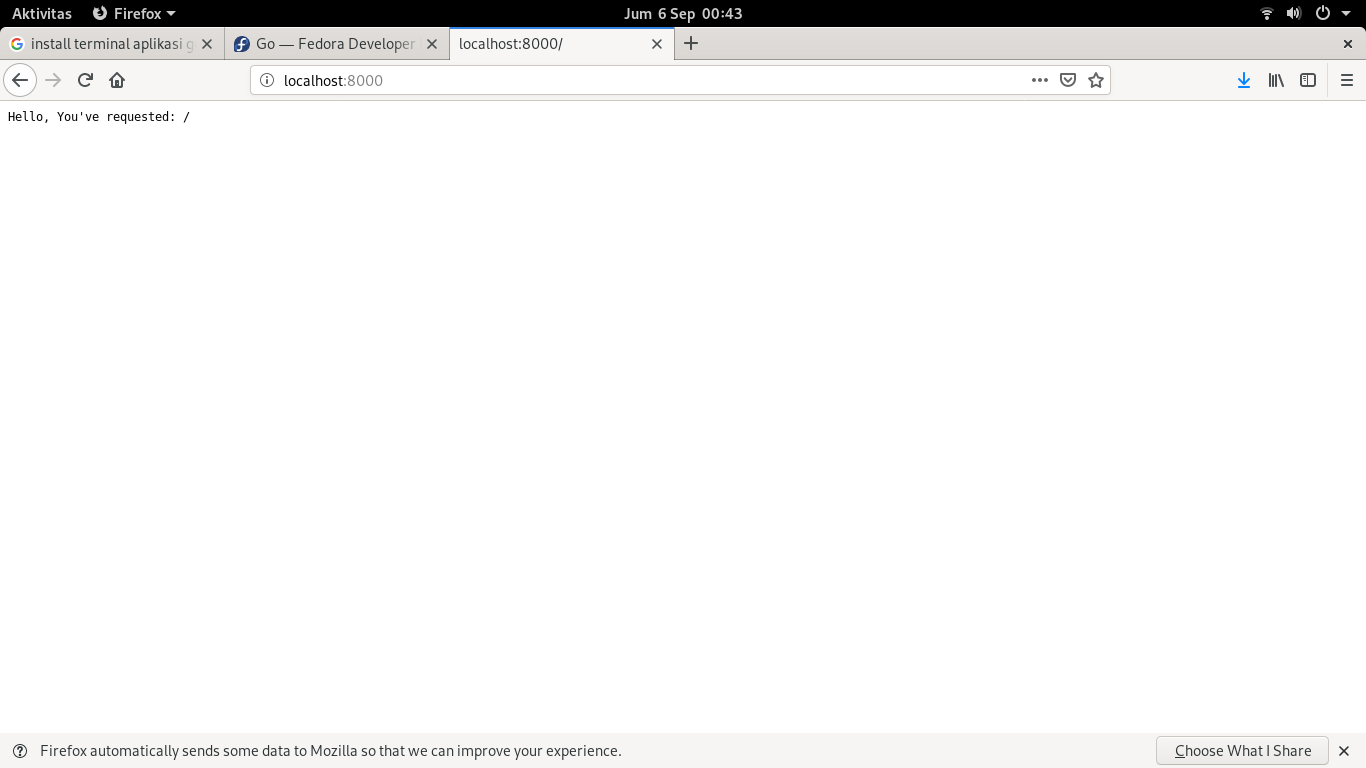 Aktivitas Firefox Jum 6 Sep 00:43
install terminal aplikasi Go — Fedora Developer localhost:8000/
localhost:8000
Hello, You've requested: /
Firefox automatically sends some data to Mozilla so that we can improve your experience. Choose What I Share